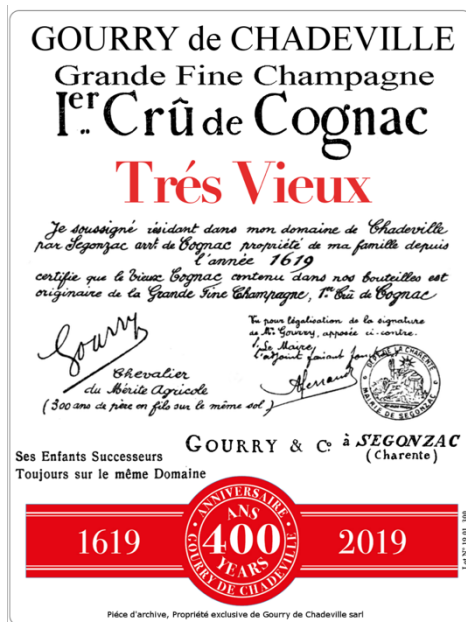 GOURRY de CHADEVILLE
Grande Fine Champagne
Ier Crû de Cognac
Trés Vieux
Je soussigné résidant dans mon domaine de Chadeville
par Segonzac arrt de Cognac propriété de ma famille depuis
l'année 1619
certifie que le Vieux Cognac contenu dans nos bouteilles est
originaire de la Grande Fine Champagne, 1er Crû de Cognac
Gourry
Chevalier
du Mérite Agricole
(300 ans de père en fils sur le même sol)
Vu pour légalisation de la signature
de Mr Gourry, apposée ci-contre.
Le Maire,
l'adjoint faisant
MAIRIE DE SEGONZAC
GOURRY & Co à SEGONZAC
(Charente)
Ses Enfants Successeurs
Toujours sur le même Domaine
1619
ANNIVERSAIRE
ANS
400
YEARS
GOURRY DE CHADEVILLE
2019
Piéce d'archive, Propriété exclusive de Gourry de Chadeville sarl